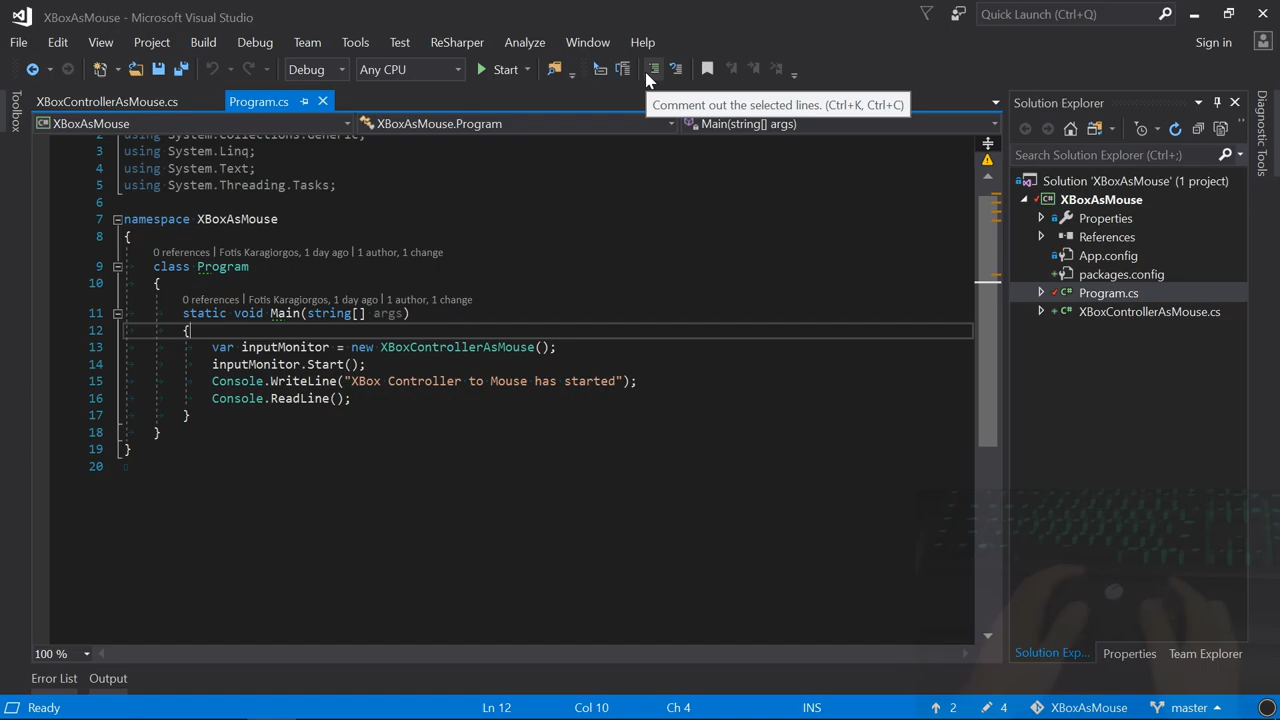 XBoxAsMouse - Microsoft Visual Studio
Quick Launch (Ctrl+Q)
File Edit View Project Build Debug Team Tools Test ReSharper Analyze Window Help
Sign in
Debug Any CPU Start
XBoxControllerAsMouse.cs Program.cs
Comment out the selected lines. (Ctrl+K, Ctrl+C)
XBoxAsMouse XBoxAsMouse.Program Main(string[] args)
Toolbox
2 using System.Collections.Generic;
3 using System.Linq;
4 using System.Text;
5 using System.Threading.Tasks;
6
7 namespace XBoxAsMouse
8 {
0 references | Fotis Karagiorgos, 1 day ago | 1 author, 1 change
9 class Program
10 {
0 references | Fotis Karagiorgos, 1 day ago | 1 author, 1 change
11 static void Main(string[] args)
12 {
13 var inputMonitor = new XBoxControllerAsMouse();
14 inputMonitor.Start();
15 Console.WriteLine("XBox Controller to Mouse has started");
16 Console.ReadLine();
17 }
18 }
19 }
20
100 %
Solution Explorer
Search Solution Explorer (Ctrl+;)
Solution 'XBoxAsMouse' (1 project)
XBoxAsMouse
Properties
References
App.config
packages.config
Program.cs
XBoxControllerAsMouse.cs
Solution Exp... Properties Team Explorer
Diagnostic Tools
Error List Output
Ready Ln 12 Col 10 Ch 4 INS 2 4 XBoxAsMouse master